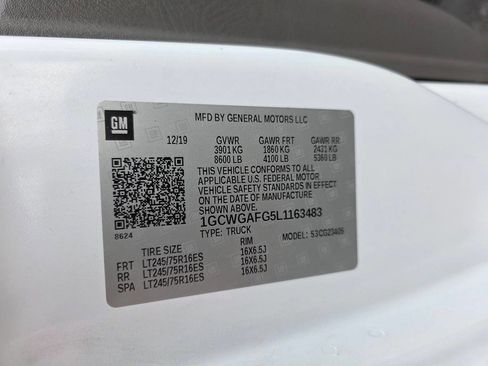 GM
MFD BY GENERAL MOTORS LLC
12/19 GVWR GAWR FRT GAWR RR
3901 KG 1860 KG 2431 KG
8600 LB 4100 LB 5360 LB
THIS VEHICLE CONFORMS TO ALL
APPLICABLE U.S. FEDERAL MOTOR
VEHICLE SAFETY STANDARDS IN EFFECT
ON THE DATE OF MANUFACTURE SHOWN ABOVE.
1GCWGAFG5L1163483
8624 TYPE: TRUCK MODEL: 53CG23405
TIRE SIZE RIM
FRT LT245/75R16ES 16X6.5J
RR LT245/75R16ES 16X6.5J
SPA LT245/75R16ES 16X6.5J